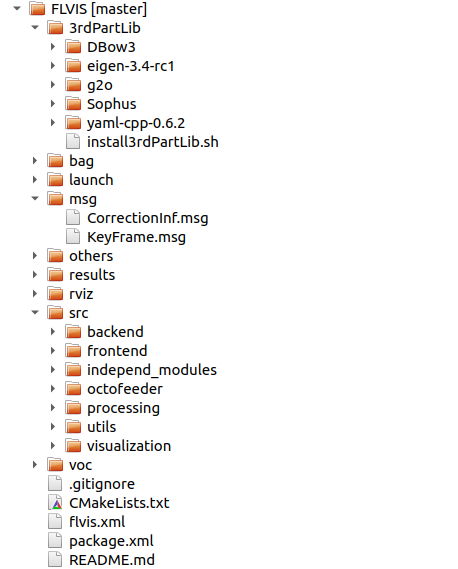 FLVIS [master]
3rdPartLib
DBow3
eigen-3.4-rc1
g2o
Sophus
yaml-cpp-0.6.2
install3rdPartLib.sh
bag
launch
msg
CorrectionInf.msg
KeyFrame.msg
others
results
rviz
src
backend
frontend
independ_modules
octofeeder
processing
utils
visualization
voc
.gitignore
CMakeLists.txt
flvis.xml
package.xml
README.md